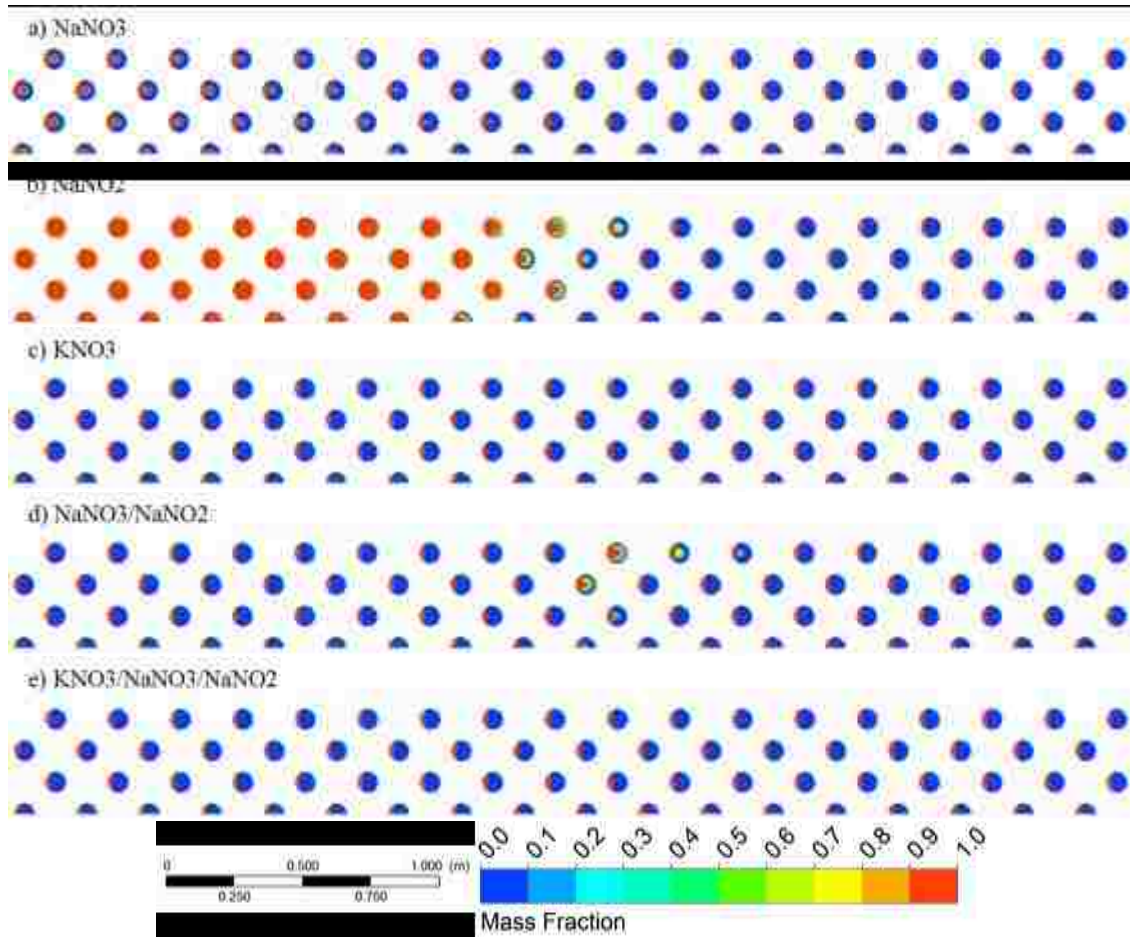 a) NaNO3
b) NaNO2
c) KNO3
d) NaNO3/NaNO2
e) KNO3/NaNO3/NaNO2
0 0.500 1.000 (m)
0.250 0.750
0.0 0.1 0.2 0.3 0.4 0.5 0.6 0.7 0.8 0.9 1.0
Mass Fraction